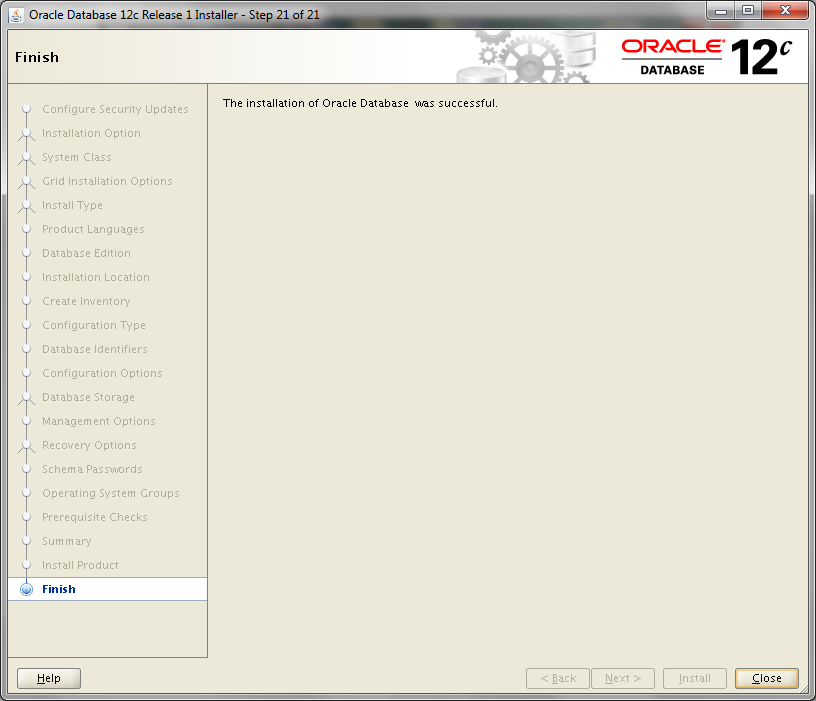 Oracle Database 12c Release 1 Installer - Step 21 of 21
Finish
ORACLE
DATABASE
12c
Configure Security Updates
Installation Option
System Class
Grid Installation Options
Install Type
Product Languages
Database Edition
Installation Location
Create Inventory
Configuration Type
Database Identifiers
Configuration Options
Database Storage
Management Options
Recovery Options
Schema Passwords
Operating System Groups
Prerequisite Checks
Summary
Install Product
Finish
The installation of Oracle Database was successful.
Help
< Back
Next >
Install
Close